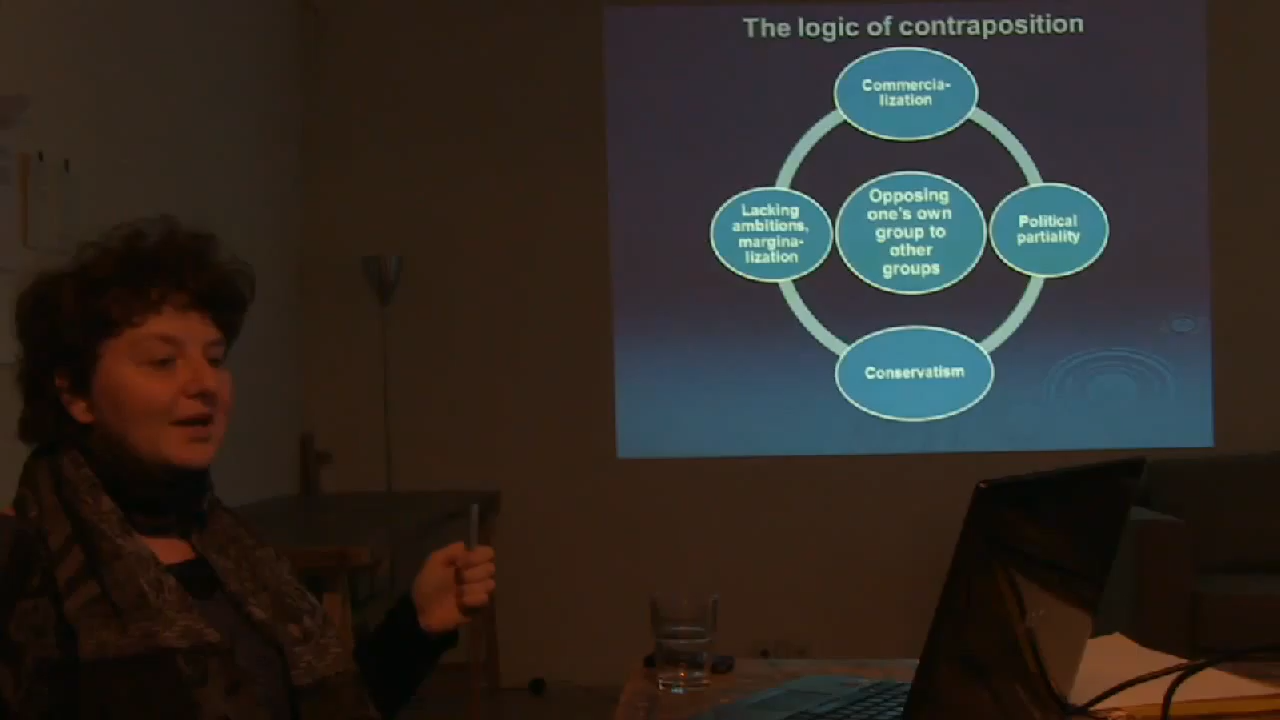 The logic of contraposition
Commercia-
lization
Lacking
ambitions,
margina-
lization
Opposing
one's own
group to
other
groups
Political
partiality
Conservatism